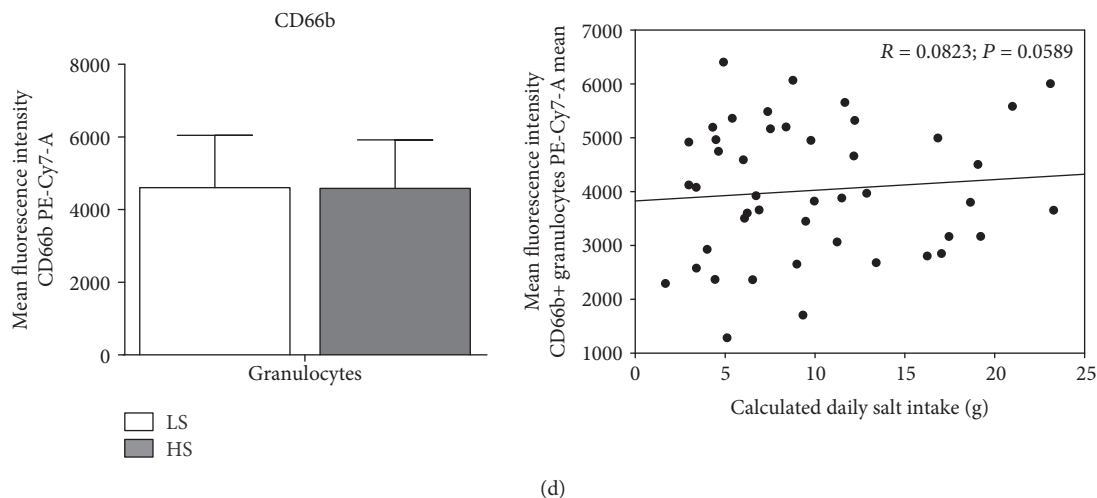 CD66b
Mean fluorescence intensity
CD66b PE-Cy7-A
8000
6000
4000
2000
0
Granulocytes
LS
HS
Mean fluorescence intensity
CD66b+ granulocytes PE-Cy7-A mean
7000
6000
5000
4000
3000
2000
1000
R = 0.0823; P = 0.0589
0 5 10 15 20 25
Calculated daily salt intake (g)
(d)